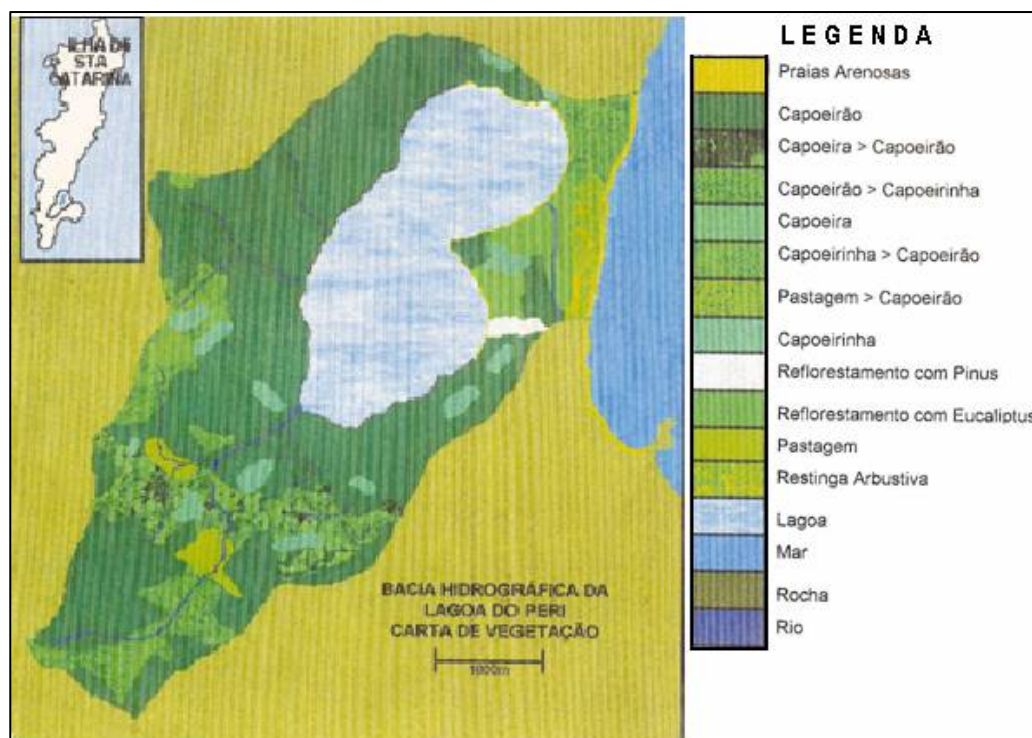 ILHA DE
STA
CATARINA
LEGENDA
Praias Arenosas
Capoeirão
Capoeira > Capoeirão
Capoeirão > Capoeirinha
Capoeira
Capoeirinha > Capoeirão
Pastagem > Capoeirão
Capoeirinha
Reflorestamento com Pinus
Reflorestamento com Eucaliptus
Pastagem
Restinga Arbustiva
Lagoa
Mar
Rocha
Rio
BACIA HIDROGRÁFICA DA
LAGOA DO PERI
CARTA DE VEGETAÇÃO
1000m